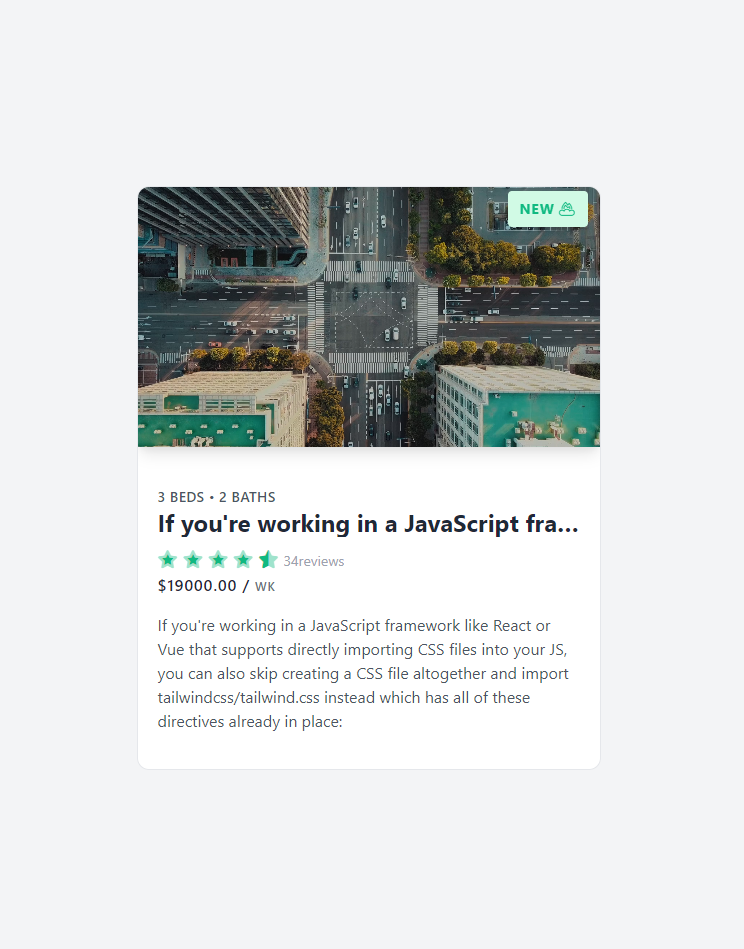 NEW
3 BEDS • 2 BATHS
If you're working in a JavaScript fra...
34reviews
$19000.00 / WK
If you're working in a JavaScript framework like React or
Vue that supports directly importing CSS files into your JS,
you can also skip creating a CSS file altogether and import
tailwindcss/tailwind.css instead which has all of these
directives already in place: